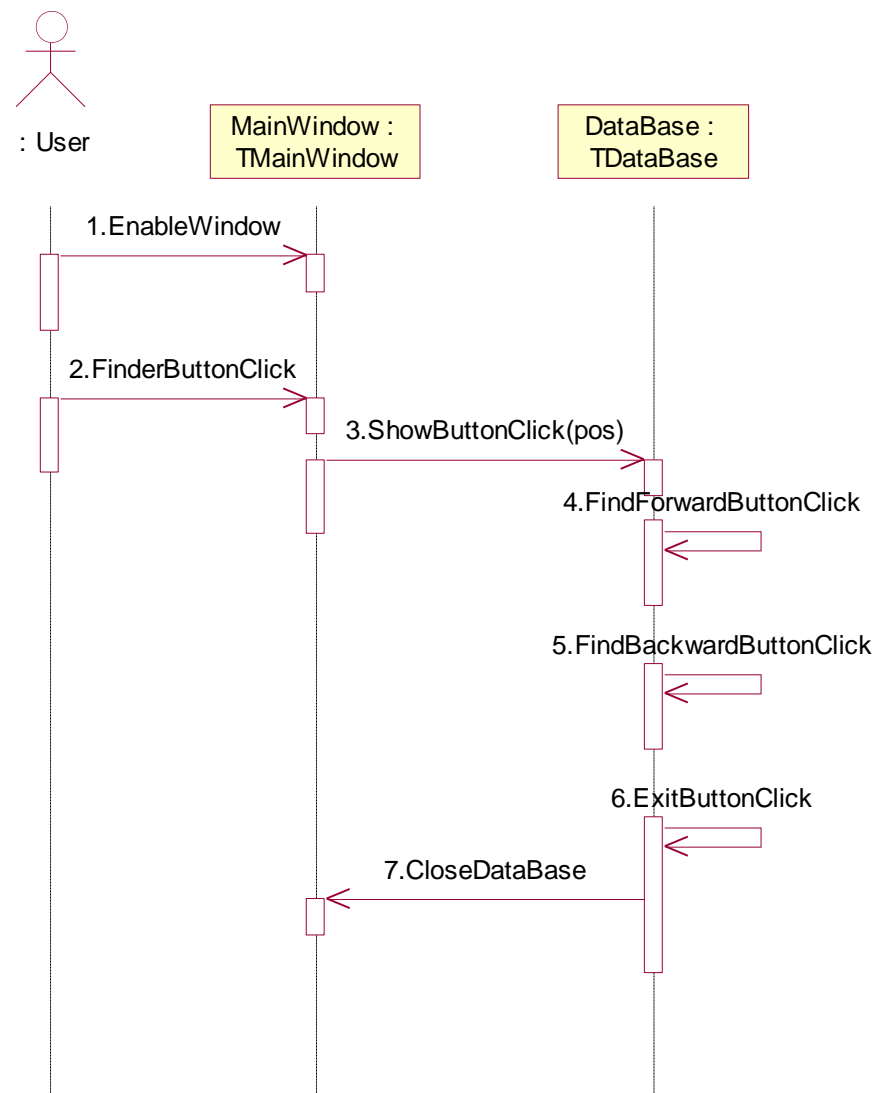 : User
MainWindow :
TMainWindow
DataBase :
TDataBase
1.EnableWindow
2.FinderButtonClick
3.ShowButtonClick(pos)
4.FindForwardButtonClick
5.FindBackwardButtonClick
6.ExitButtonClick
7.CloseDataBase